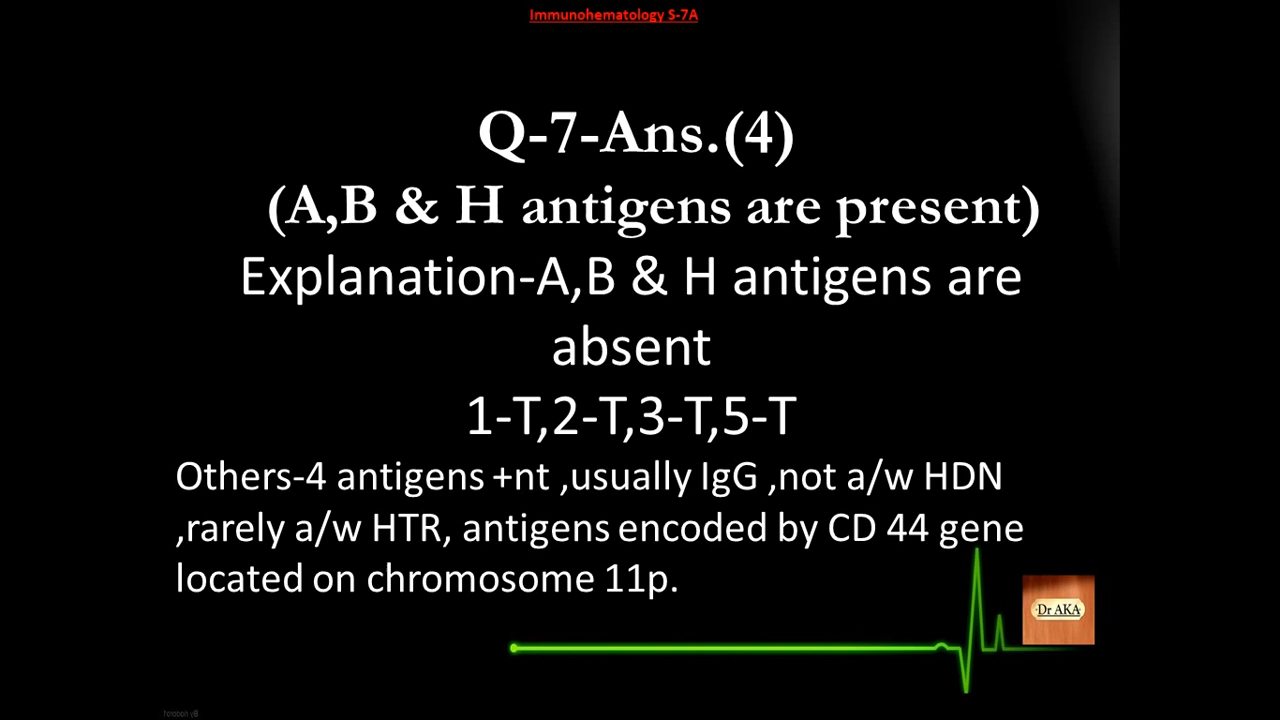 Immunohematology S-7A
Q-7-Ans.(4)
(A,B & H antigens are present)
Explanation-A,B & H antigens are
absent
1-T,2-T,3-T,5-T
Others-4 antigens +nt ,usually IgG ,not a/w HDN
,rarely a/w HTR, antigens encoded by CD 44 gene
located on chromosome 11p.
Dr AKA